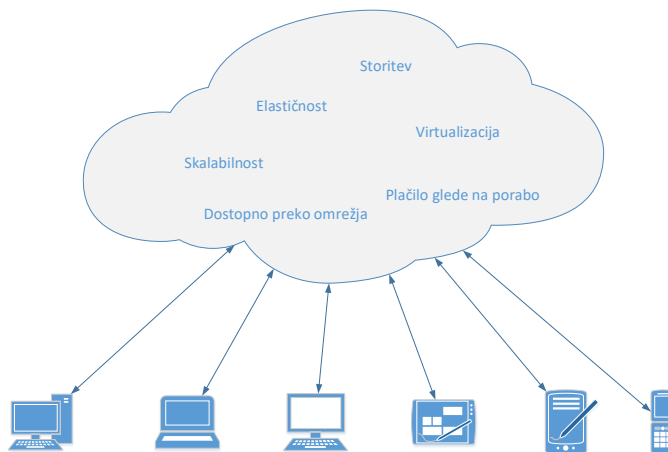 Storitev
Elastičnost
Virtualizacija
Skalabilnost
Plačilo glede na porabo
Dostopno preko omrežja